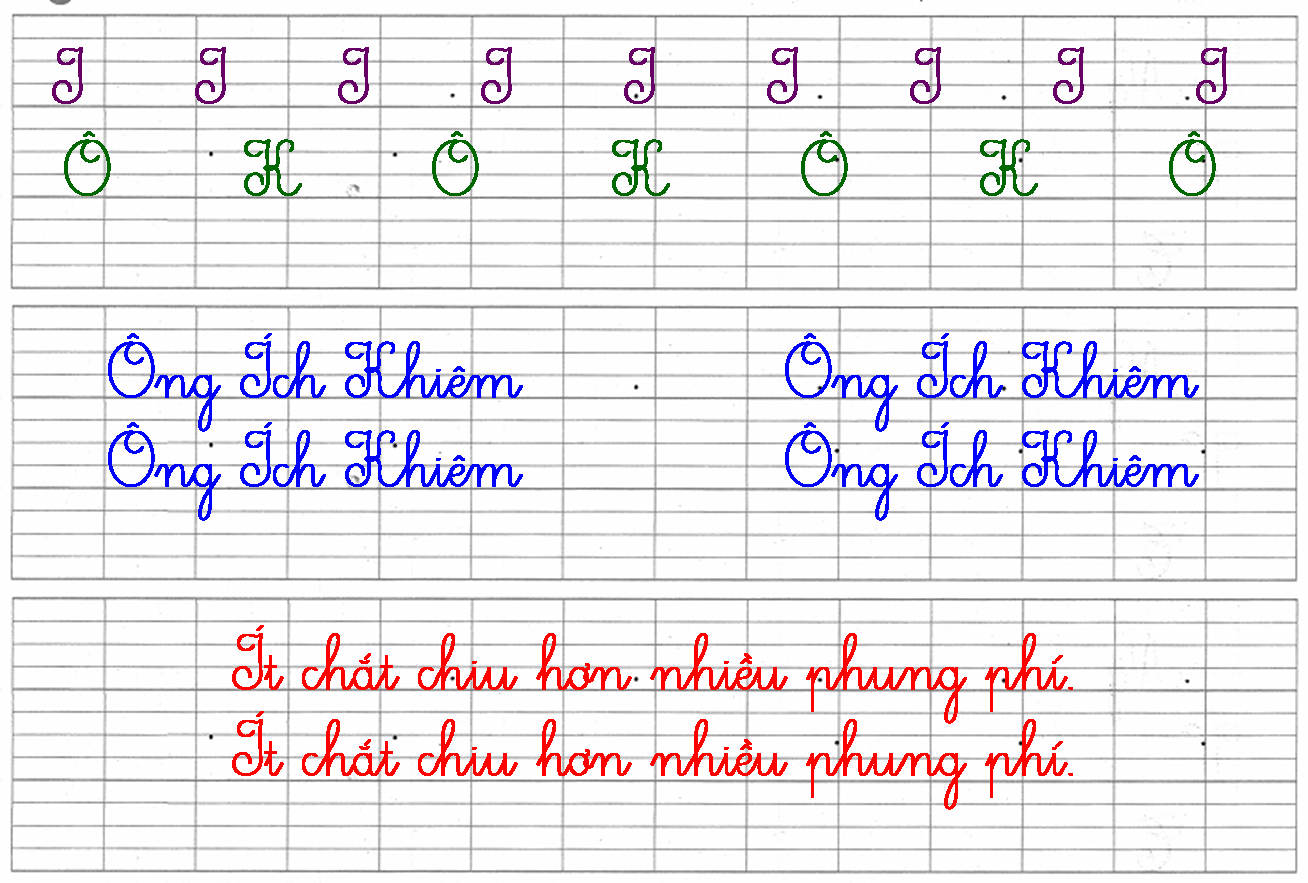 I I I I I I I I I
Ô K Ô K Ô K Ô
Ông Ích Khiêm Ông Ích Khiêm
Ông Ích Khiêm Ông Ích Khiêm
Ít chắt chiu hơn nhiều phung phí.
Ít chắt chiu hơn nhiều phung phí.